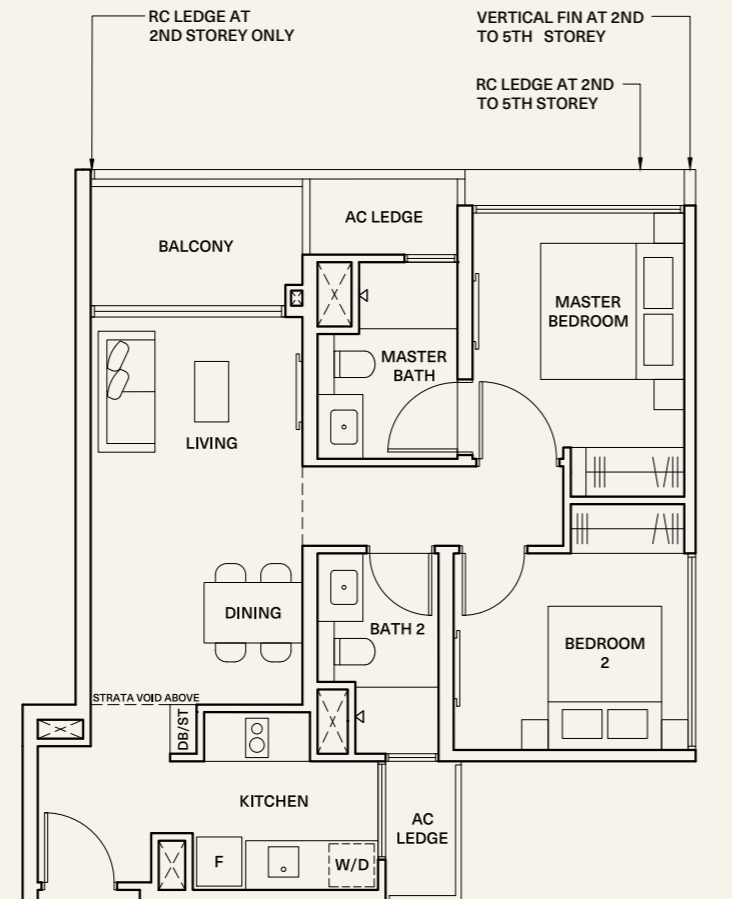 RC LEDGE AT
2ND STOREY ONLY
VERTICAL FIN AT 2ND
TO 5TH STOREY
RC LEDGE AT 2ND
TO 5TH STOREY
AC LEDGE
BALCONY
MASTER
BEDROOM
MASTER
BATH
LIVING
DINING
BATH 2
BEDROOM
2
STRATA VOID ABOVE
DB/ST
KITCHEN
AC
LEDGE
F
W/D